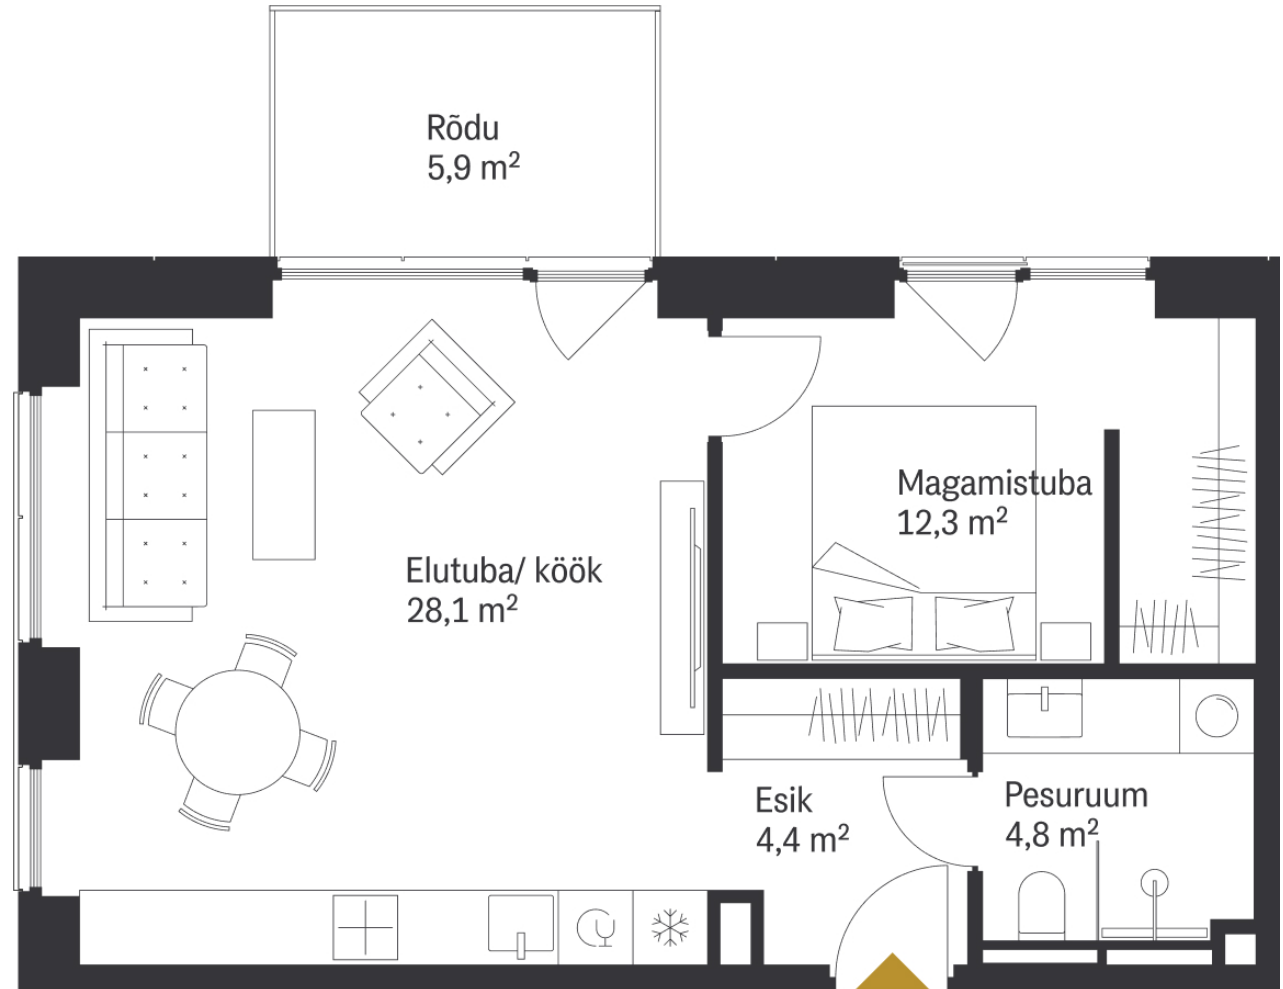 Rõdu
5,9 m²
Magamistuba
12,3 m²
Elutuba/ köök
28,1 m²
Esik
4,4 m²
Pesuruum
4,8 m²